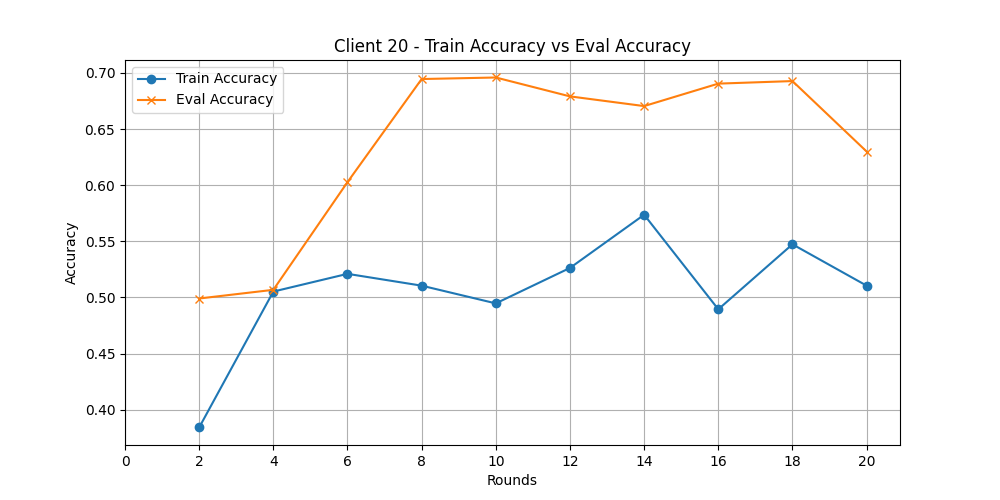 Client 20 - Train Accuracy vs Eval Accuracy
Train Accuracy
Eval Accuracy
Accuracy
0.70
0.65
0.60
0.55
0.50
0.45
0.40
0 2 4 6 8 10 12 14 16 18 20
Rounds